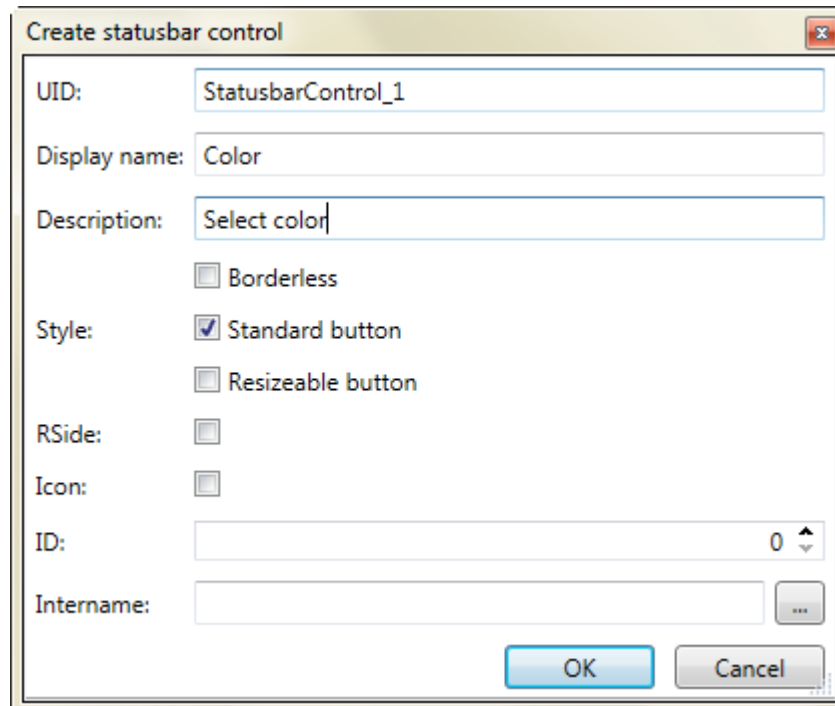 Create statusbar control
UID: StatusbarControl_1
Display name: Color
Description: Select color
Borderless
Style: Standard button
Resizeable button
RSide:
Icon:
ID: 0
Intername: ...
OK Cancel